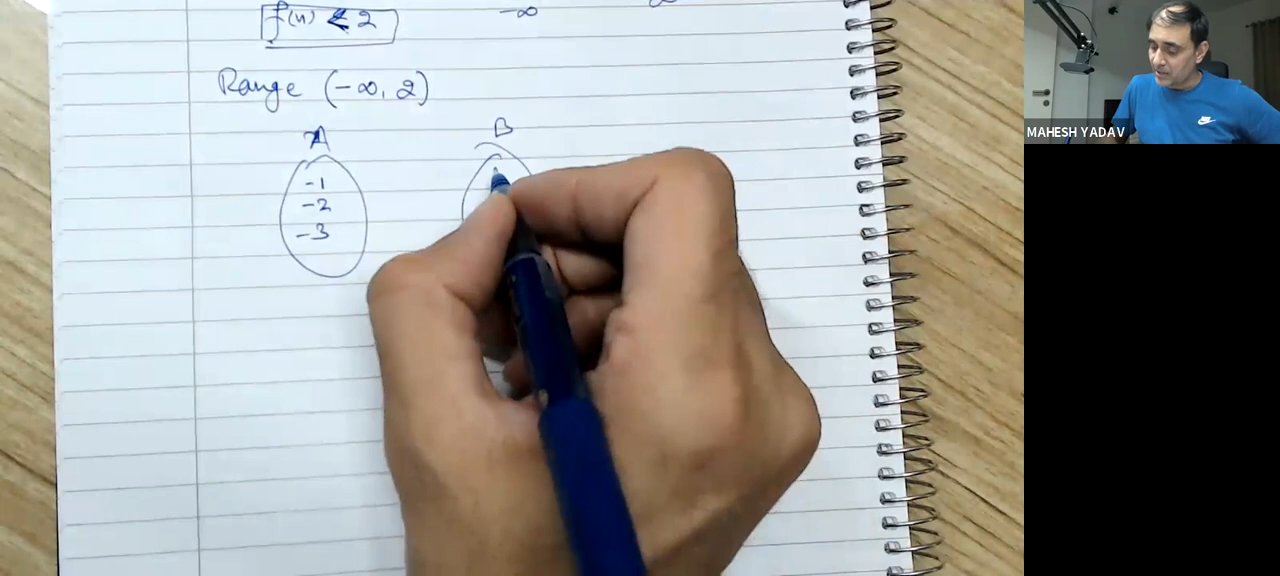 f(x) < 2
-∞ ∞
Range (-∞, 2)
A B
-1
-2
-3
MAHESH YADAV